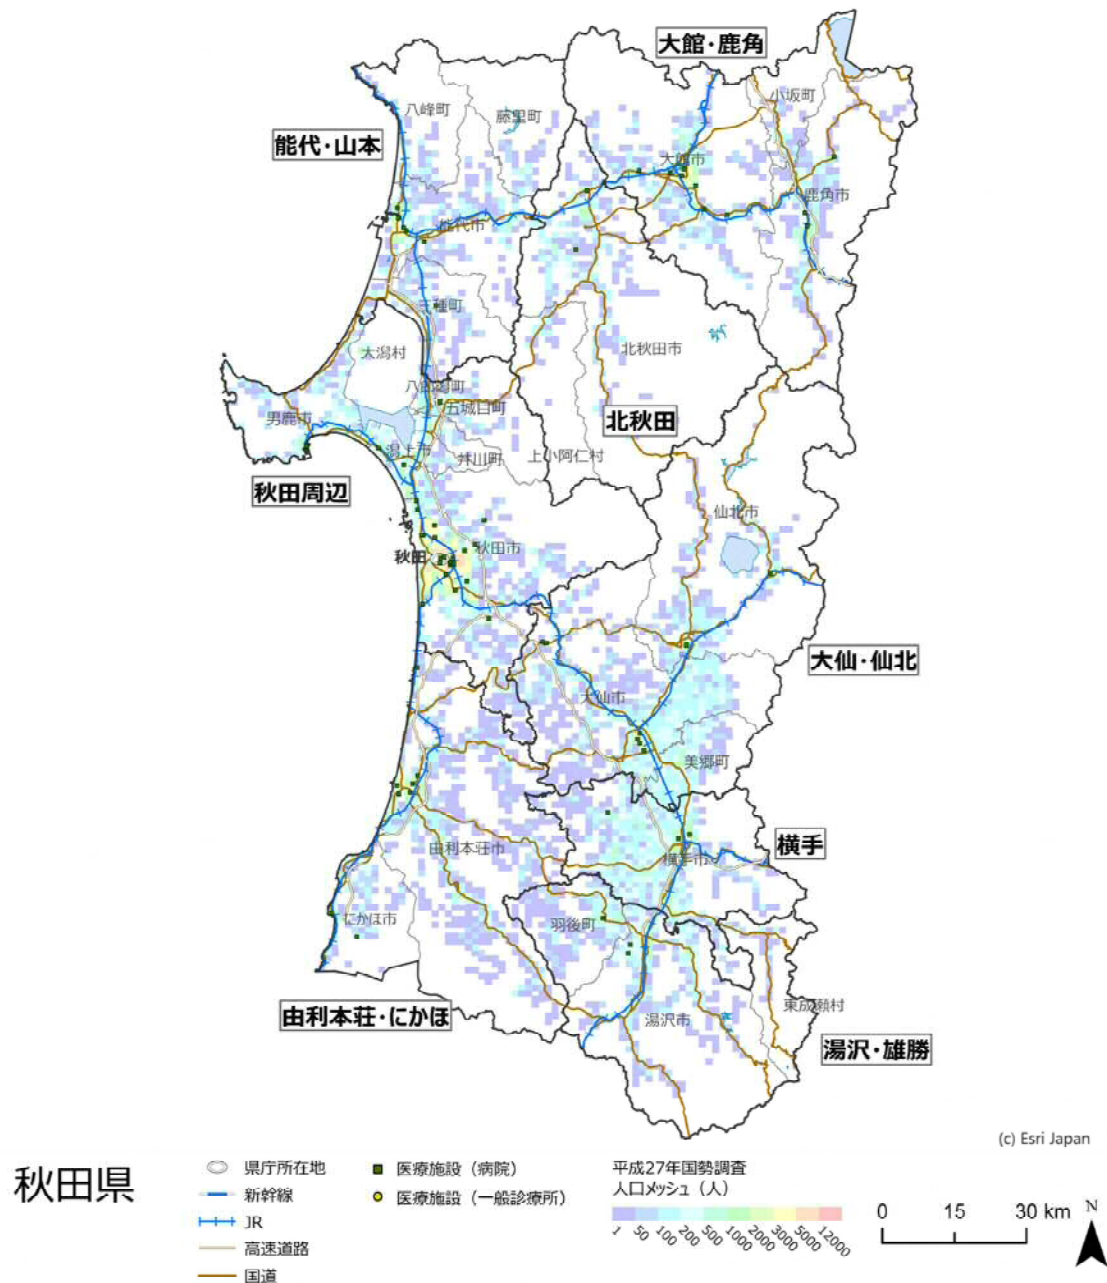 大館・鹿角
小坂町
八峰町
藤里町
能代・山本
大館市
鹿角市
能代市
三種町
北秋田市
大潟村
八郎潟町
五城目町
男鹿市
北秋田
潟上市
井川町
上小阿仁村
秋田周辺
仙北市
秋田
秋田市
大仙・仙北
大仙市
美郷町
横手
由利本荘市
横手市
にかほ市
羽後町
東成瀬村
由利本荘・にかほ
湯沢市
湯沢・雄勝
(c) Esri Japan
秋田県
県庁所在地
新幹線
JR
高速道路
国道
医療施設（病院）
医療施設（一般診療所）
平成27年国勢調査
人口メッシュ（人）
1 50 100 200 500 1000 2000 3000 5000 12000
0 15 30 km
N